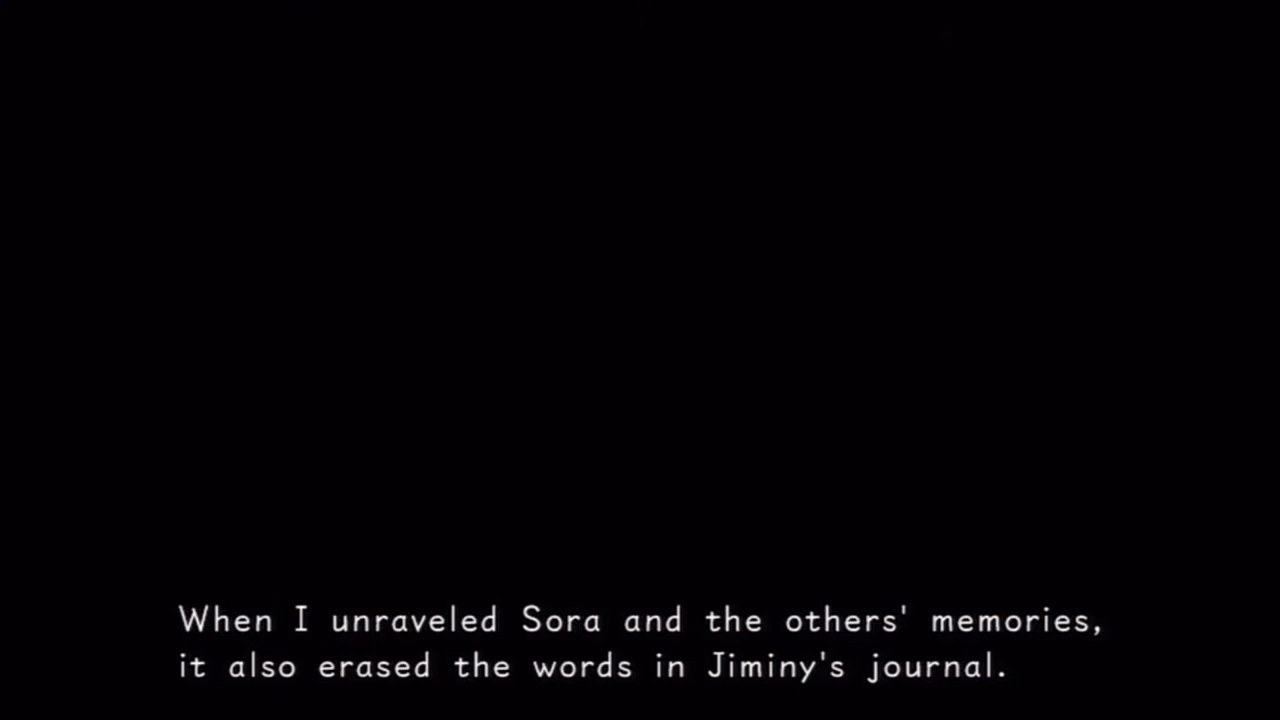 When I unraveled Sora and the others' memories,
it also erased the words in Jiminy's journal.